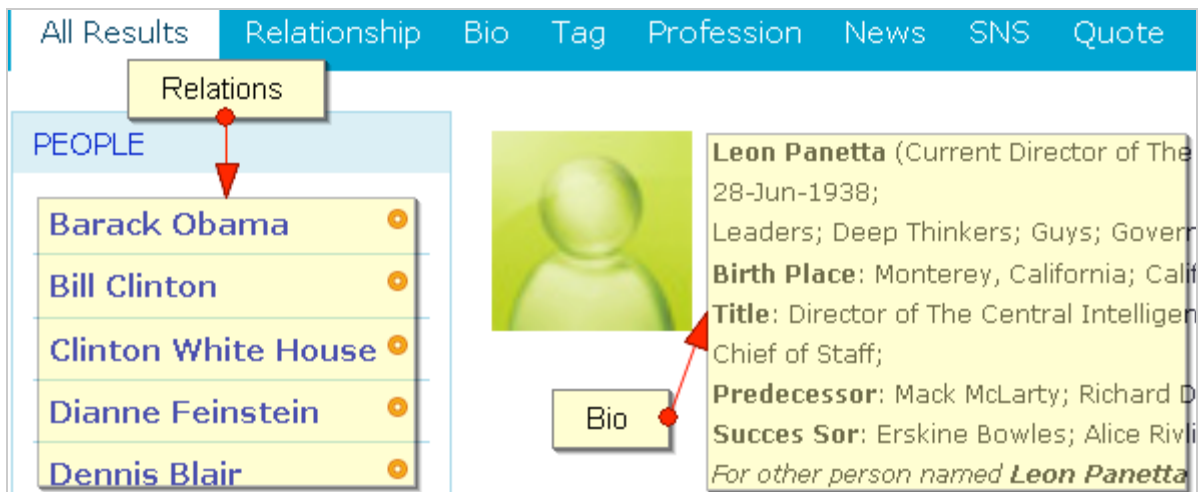 All Results Relationship Bio Tag Profession News SNS Quote
Relations
PEOPLE
Barack Obama
Bill Clinton
Clinton White House
Dianne Feinstein
Dennis Blair
Leon Panetta (Current Director of The
28-Jun-1938;
Leaders; Deep Thinkers; Guys; Govern
Birth Place: Monterey, California; Calif
Title: Director of The Central Intelligen
Chief of Staff;
Predecessor: Mack McLarty; Richard D
Succes Sor: Erskine Bowles; Alice Rivli
For other person named Leon Panetta
Bio